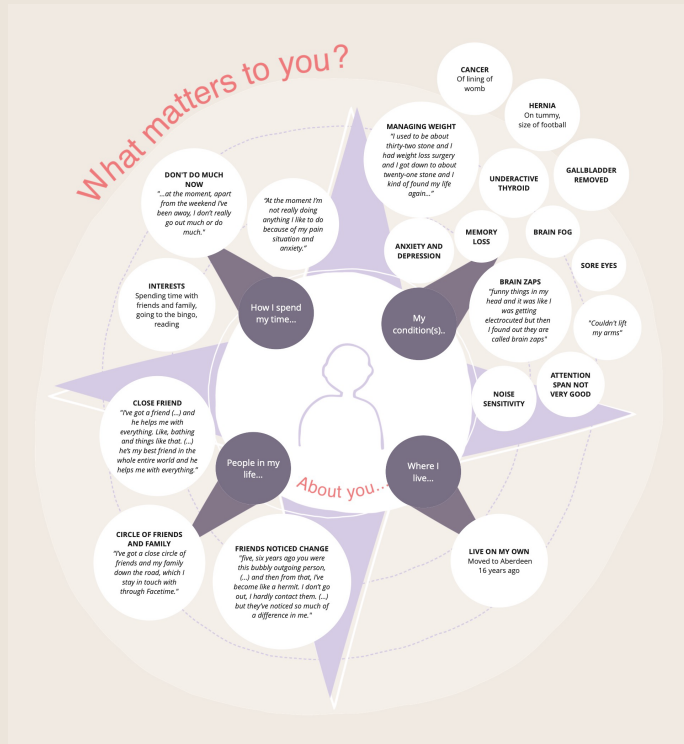 What matters to you?
CANCER
Of lining of
womb
HERNIA
On tummy,
size of football
MANAGING WEIGHT
"I used to be about
thirty-two stone and I
had weight loss surgery
and I got down to about
twenty-one stone and I
kind of found my life
again..."
UNDERACTIVE
THYROID
GALLBLADDER
REMOVED
DON'T DO MUCH
NOW
"...at the moment, apart
from the weekend I've
been away, I don't really
go out much or do
much."
"At the moment I'm
not really doing
anything I like to do
because of my pain
situation and
anxiety."
ANXIETY AND
DEPRESSION
MEMORY
LOSS
BRAIN FOG
SORE EYES
INTERESTS
Spending time with
friends and family,
going to the bingo,
reading
How I spend
my time...
My
condition(s)..
BRAIN ZAPS
"funny things in my
head and it was like I
was getting
electrocuted but then
I found out they are
called brain zaps"
"Couldn't lift
my arms"
NOISE
SENSITIVITY
ATTENTION
SPAN NOT
VERY GOOD
CLOSE FRIEND
"I've got a friend (...) and
he helps me with
everything. Like, bathing
and things like that. (...)
he's my best friend in the
whole entire world and he
helps me with everything."
People in my
life...
Where I
live...
About you...
CIRCLE OF FRIENDS
AND FAMILY
"I've got a close circle of
friends and my family
down the road, which I
stay in touch with
through Facetime."
FRIENDS NOTICED CHANGE
"five, six years ago you were
this bubbly outgoing person,
(...) and then from that, I've
become like a hermit. I don't go
out, I hardly contact them. (...)
but they've noticed so much of
a difference in me."
LIVE ON MY OWN
Moved to Aberdeen
16 years ago